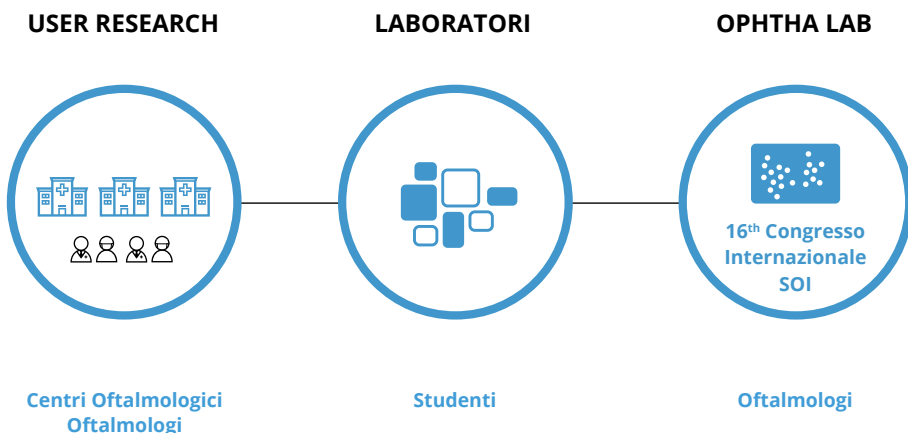 USER RESEARCH
LABORATORI
OPHTHA LAB
16th Congresso
Internazionale
SOI
Centri Oftalmologici
Oftalmologi
Studenti
Oftalmologi